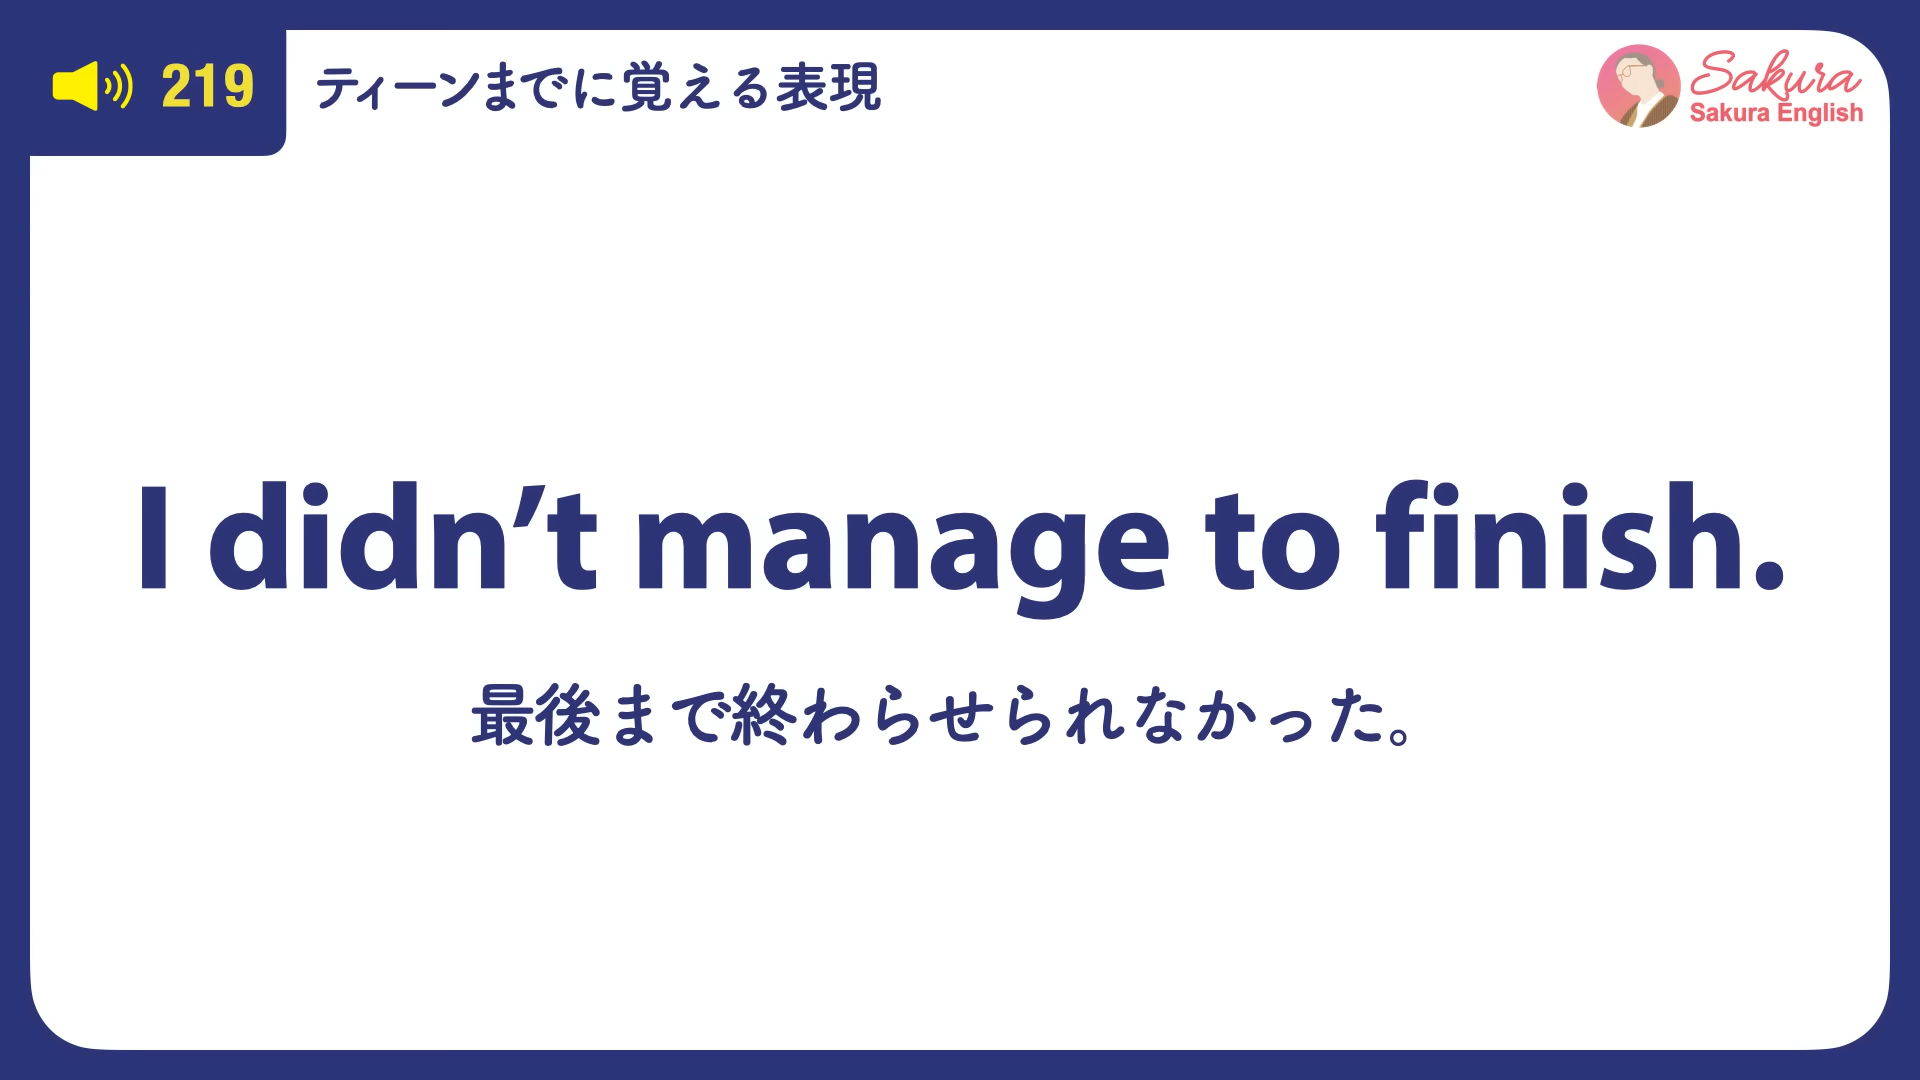 219
ティーンまでに覚える表現
Sakura
Sakura English
I didn’t manage to finish.
最後まで終わらせられなかった。